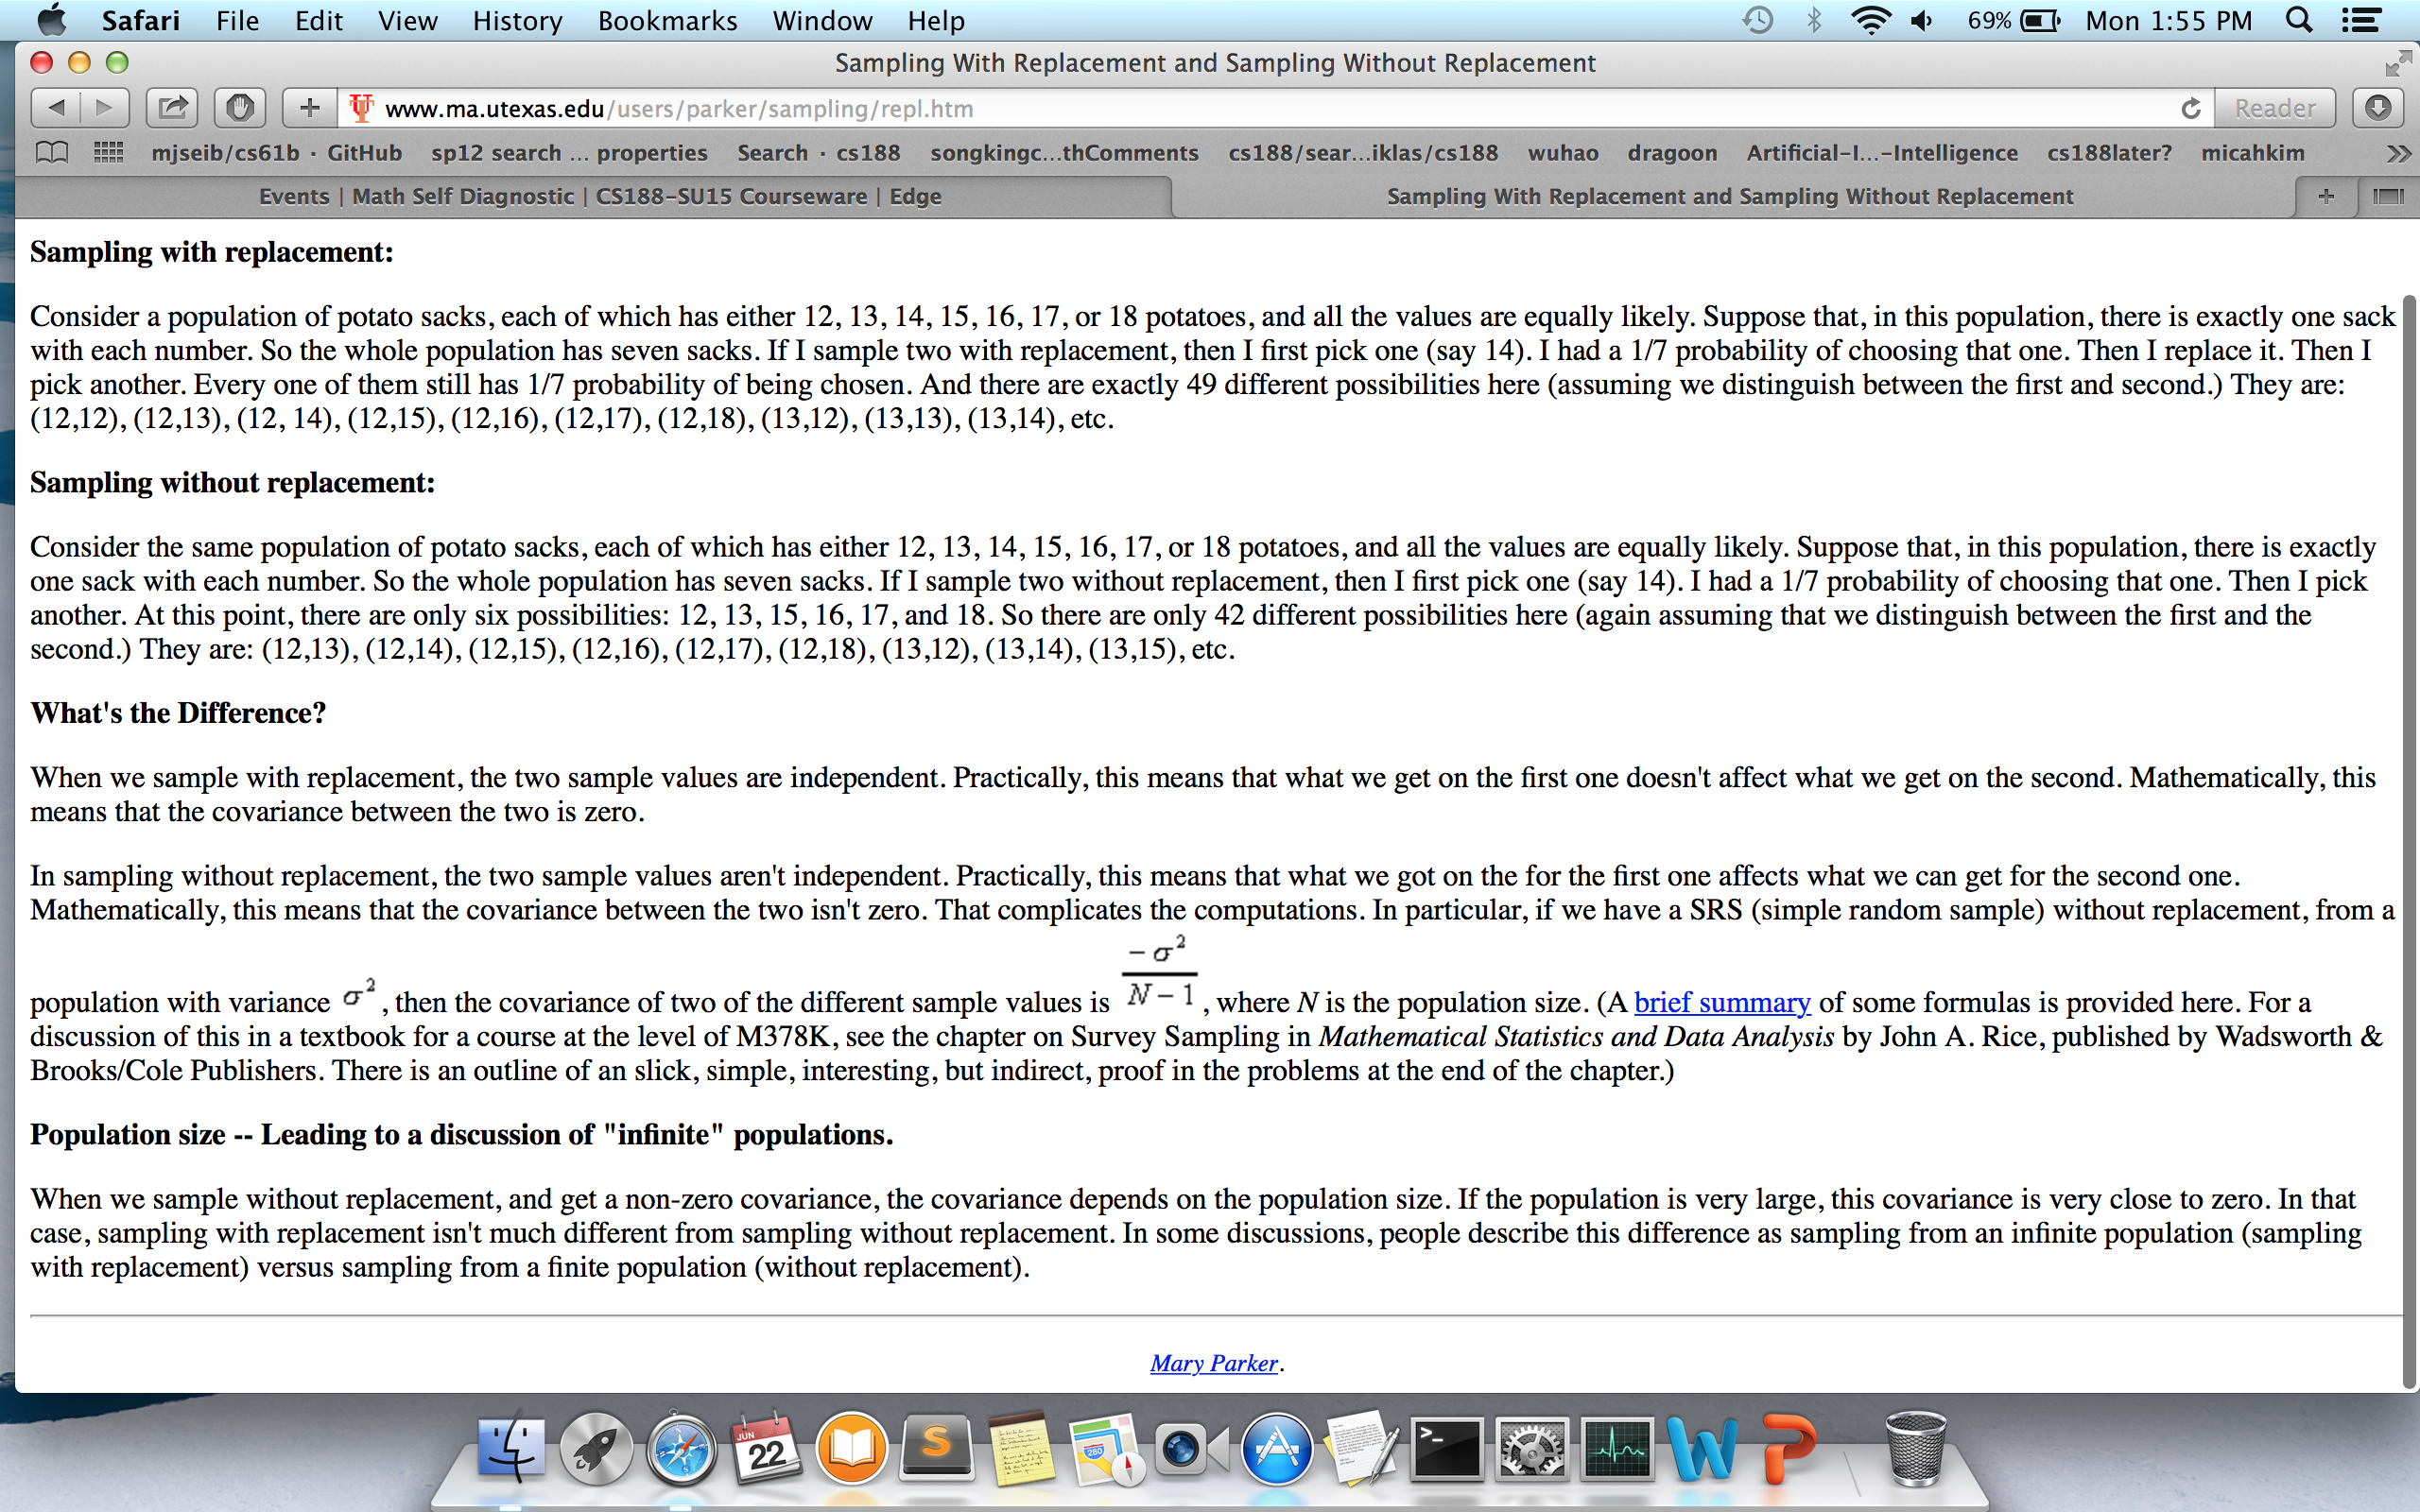 Safari File Edit View History Bookmarks Window Help 69% Mon 1:55 PM
Sampling With Replacement and Sampling Without Replacement
www.ma.utexas.edu/users/parker/sampling/repl.htm Reader
mjseib/cs61b · GitHub sp12 search ... properties Search · cs188 songkingc...thComments cs188/sear...iklas/cs188 wuhao dragoon Artificial-I...-Intelligence cs188later? micahkim
Events | Math Self Diagnostic | CS188-SU15 Courseware | Edge Sampling With Replacement and Sampling Without Replacement
Sampling with replacement:
Consider a population of potato sacks, each of which has either 12, 13, 14, 15, 16, 17, or 18 potatoes, and all the values are equally likely. Suppose that, in this population, there is exactly one sack
with each number. So the whole population has seven sacks. If I sample two with replacement, then I first pick one (say 14). I had a 1/7 probability of choosing that one. Then I replace it. Then I
pick another. Every one of them still has 1/7 probability of being chosen. And there are exactly 49 different possibilities here (assuming we distinguish between the first and second.) They are:
(12,12), (12,13), (12, 14), (12,15), (12,16), (12,17), (12,18), (13,12), (13,13), (13,14), etc.
Sampling without replacement:
Consider the same population of potato sacks, each of which has either 12, 13, 14, 15, 16, 17, or 18 potatoes, and all the values are equally likely. Suppose that, in this population, there is exactly
one sack with each number. So the whole population has seven sacks. If I sample two without replacement, then I first pick one (say 14). I had a 1/7 probability of choosing that one. Then I pick
another. At this point, there are only six possibilities: 12, 13, 15, 16, 17, and 18. So there are only 42 different possibilities here (again assuming that we distinguish between the first and the
second.) They are: (12,13), (12,14), (12,15), (12,16), (12,17), (12,18), (13,12), (13,14), (13,15), etc.
What's the Difference?
When we sample with replacement, the two sample values are independent. Practically, this means that what we get on the first one doesn't affect what we get on the second. Mathematically, this
means that the covariance between the two is zero.
In sampling without replacement, the two sample values aren't independent. Practically, this means that what we got on the for the first one affects what we can get for the second one.
Mathematically, this means that the covariance between the two isn't zero. That complicates the computations. In particular, if we have a SRS (simple random sample) without replacement, from a
population with variance σ², then the covariance of two of the different sample values is −σ²/(N−1), where N is the population size. (A brief summary of some formulas is provided here. For a
discussion of this in a textbook for a course at the level of M378K, see the chapter on Survey Sampling in Mathematical Statistics and Data Analysis by John A. Rice, published by Wadsworth &
Brooks/Cole Publishers. There is an outline of an slick, simple, interesting, but indirect, proof in the problems at the end of the chapter.)
Population size -- Leading to a discussion of "infinite" populations.
When we sample without replacement, and get a non-zero covariance, the covariance depends on the population size. If the population is very large, this covariance is very close to zero. In that
case, sampling with replacement isn't much different from sampling without replacement. In some discussions, people describe this difference as sampling from an infinite population (sampling
with replacement) versus sampling from a finite population (without replacement).
Mary Parker.
JUN
22
280